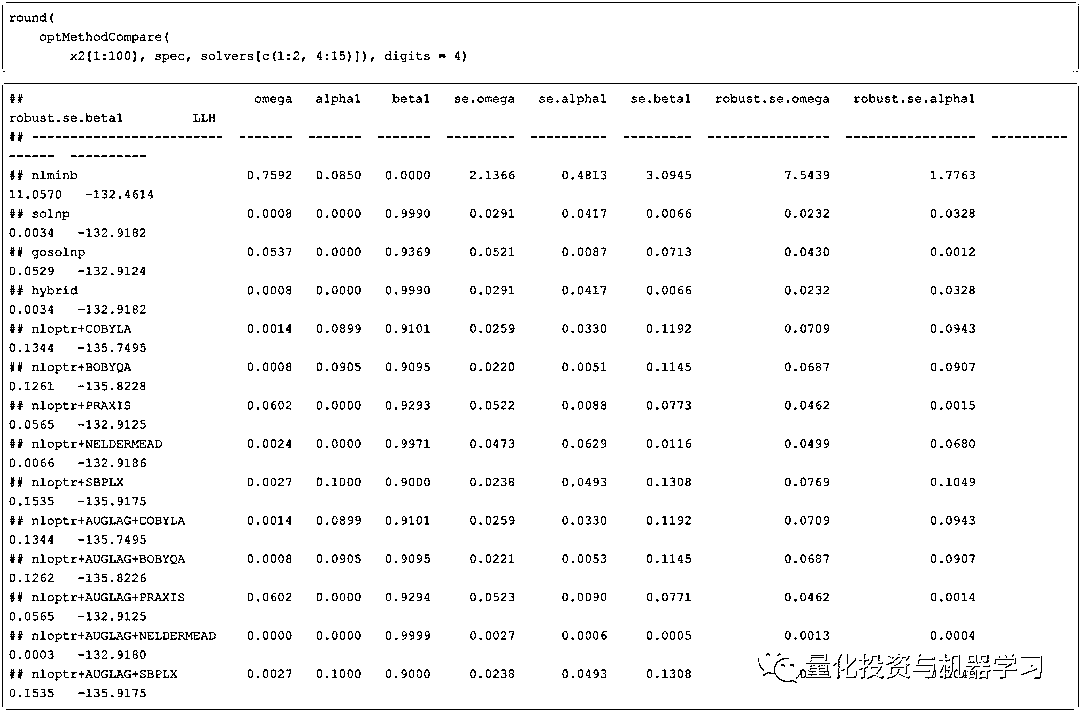 round(
optMethodCompare(
x2[1:100], spec, solvers[c(1:2, 4:15)]), digits = 4)
## omega alpha1 beta1 se.omega se.alpha1 se.beta1 robust.se.omega robust.se.alpha1
robust.se.beta1 LLH
## ------------------------- ------- ------- ------- --------- ---------- --------- ---------------- ----------------- ----------
------ ----------
## nlminb 0.7592 0.0850 0.0000 2.1366 0.4813 3.0945 7.5439 1.7763
11.0570 -132.4614
## solnp 0.0008 0.0000 0.9990 0.0291 0.0417 0.0066 0.0232 0.0328
0.0034 -132.9182
## gosolnp 0.0537 0.0000 0.9369 0.0521 0.0087 0.0713 0.0430 0.0012
0.0529 -132.9124
## hybrid 0.0008 0.0000 0.9990 0.0291 0.0417 0.0066 0.0232 0.0328
0.0034 -132.9182
## nloptr+COBYLA 0.0014 0.0899 0.9101 0.0259 0.0330 0.1192 0.0709 0.0943
0.1344 -135.7495
## nloptr+BOBYQA 0.0008 0.0905 0.9095 0.0220 0.0051 0.1145 0.0687 0.0907
0.1261 -135.8228
## nloptr+PRAXIS 0.0602 0.0000 0.9293 0.0522 0.0088 0.0773 0.0462 0.0015
0.0565 -132.9125
## nloptr+NELDERMEAD 0.0024 0.0000 0.9971 0.0473 0.0629 0.0116 0.0499 0.0680
0.0066 -132.9186
## nloptr+SBPLX 0.0027 0.1000 0.9000 0.0238 0.0493 0.1308 0.0769 0.1049
0.1535 -135.9175
## nloptr+AUGLAG+COBYLA 0.0014 0.0899 0.9101 0.0259 0.0330 0.1192 0.0709 0.0943
0.1344 -135.7495
## nloptr+AUGLAG+BOBYQA 0.0008 0.0905 0.9095 0.0221 0.0053 0.1145 0.0687 0.0907
0.1262 -135.8226
## nloptr+AUGLAG+PRAXIS 0.0602 0.0000 0.9294 0.0523 0.0090 0.0771 0.0462 0.0014
0.0565 -132.9125
## nloptr+AUGLAG+NELDERMEAD 0.0000 0.0000 0.9999 0.0027 0.0006 0.0005 0.0013 0.0004
0.0003 -132.9180
## nloptr+AUGLAG+SBPLX 0.0027 0.1000 0.9000 0.0238 0.0493 0.1308
0.1535 -135.9175
量化投资与机器学习